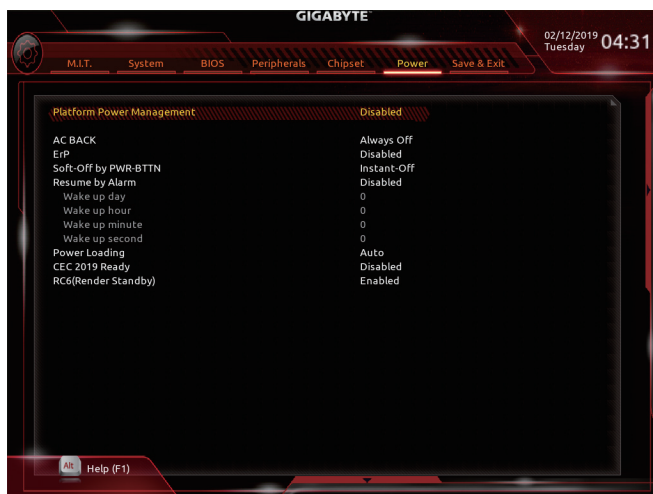 GIGABYTE™
02/12/2019 Tuesday 04:31
M.I.T. System BIOS Peripherals Chipset Power Save & Exit
Platform Power Management Disabled
AC BACK Always Off
ErP Disabled
Soft-Off by PWR-BTTN Instant-Off
Resume by Alarm Disabled
Wake up day 0
Wake up hour 0
Wake up minute 0
Wake up second 0
Power Loading Auto
CEC 2019 Ready Disabled
RC6(Render Standby) Enabled
Alt Help (F1)